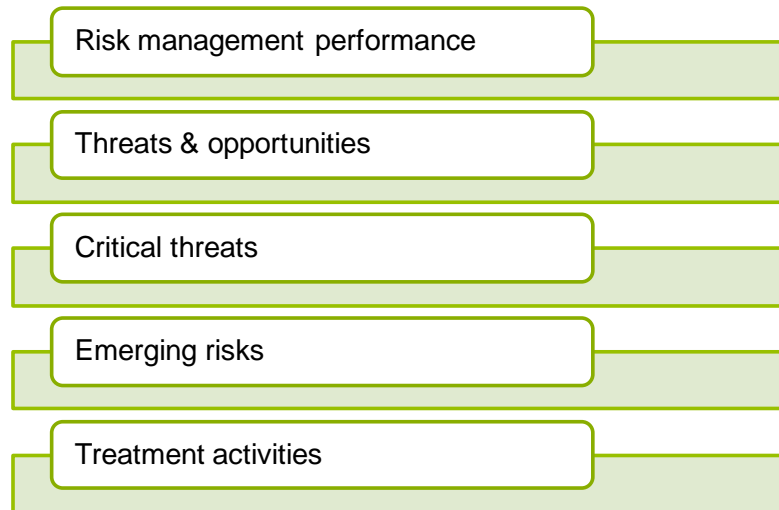 Risk management performance
Threats & opportunities
Critical threats
Emerging risks
Treatment activities